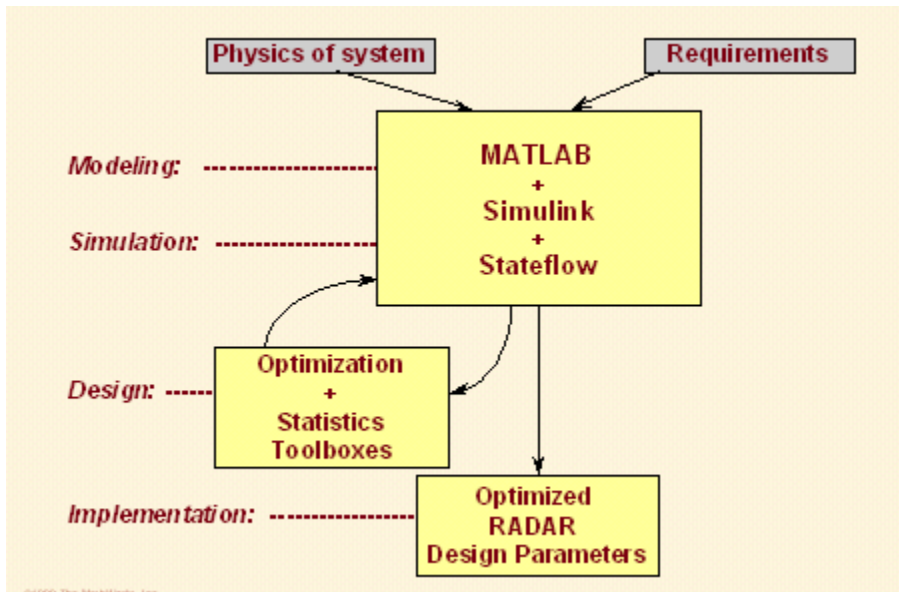 Physics of system
Requirements
MATLAB
+
Simulink
+
Stateflow
Modeling:
Simulation:
Optimization
+
Statistics
Toolboxes
Design:
Optimized
RADAR
Design Parameters
Implementation: